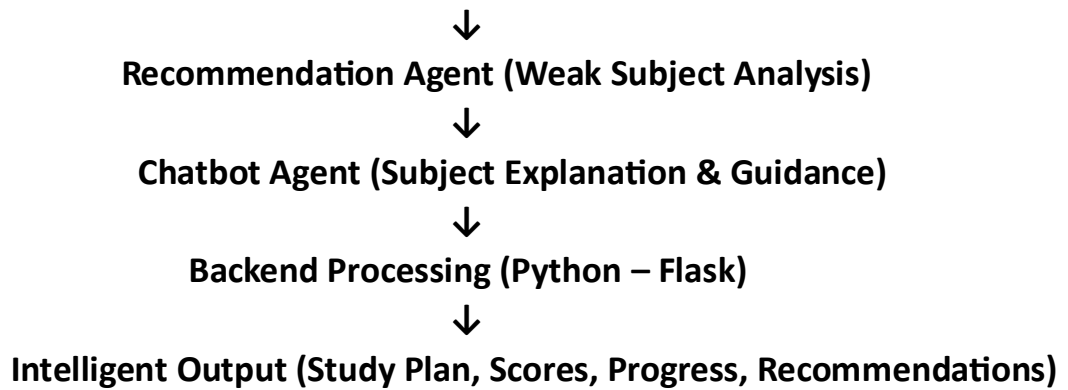 ↓
Recommendation Agent (Weak Subject Analysis)
↓
Chatbot Agent (Subject Explanation & Guidance)
↓
Backend Processing (Python – Flask)
↓
Intelligent Output (Study Plan, Scores, Progress, Recommendations)